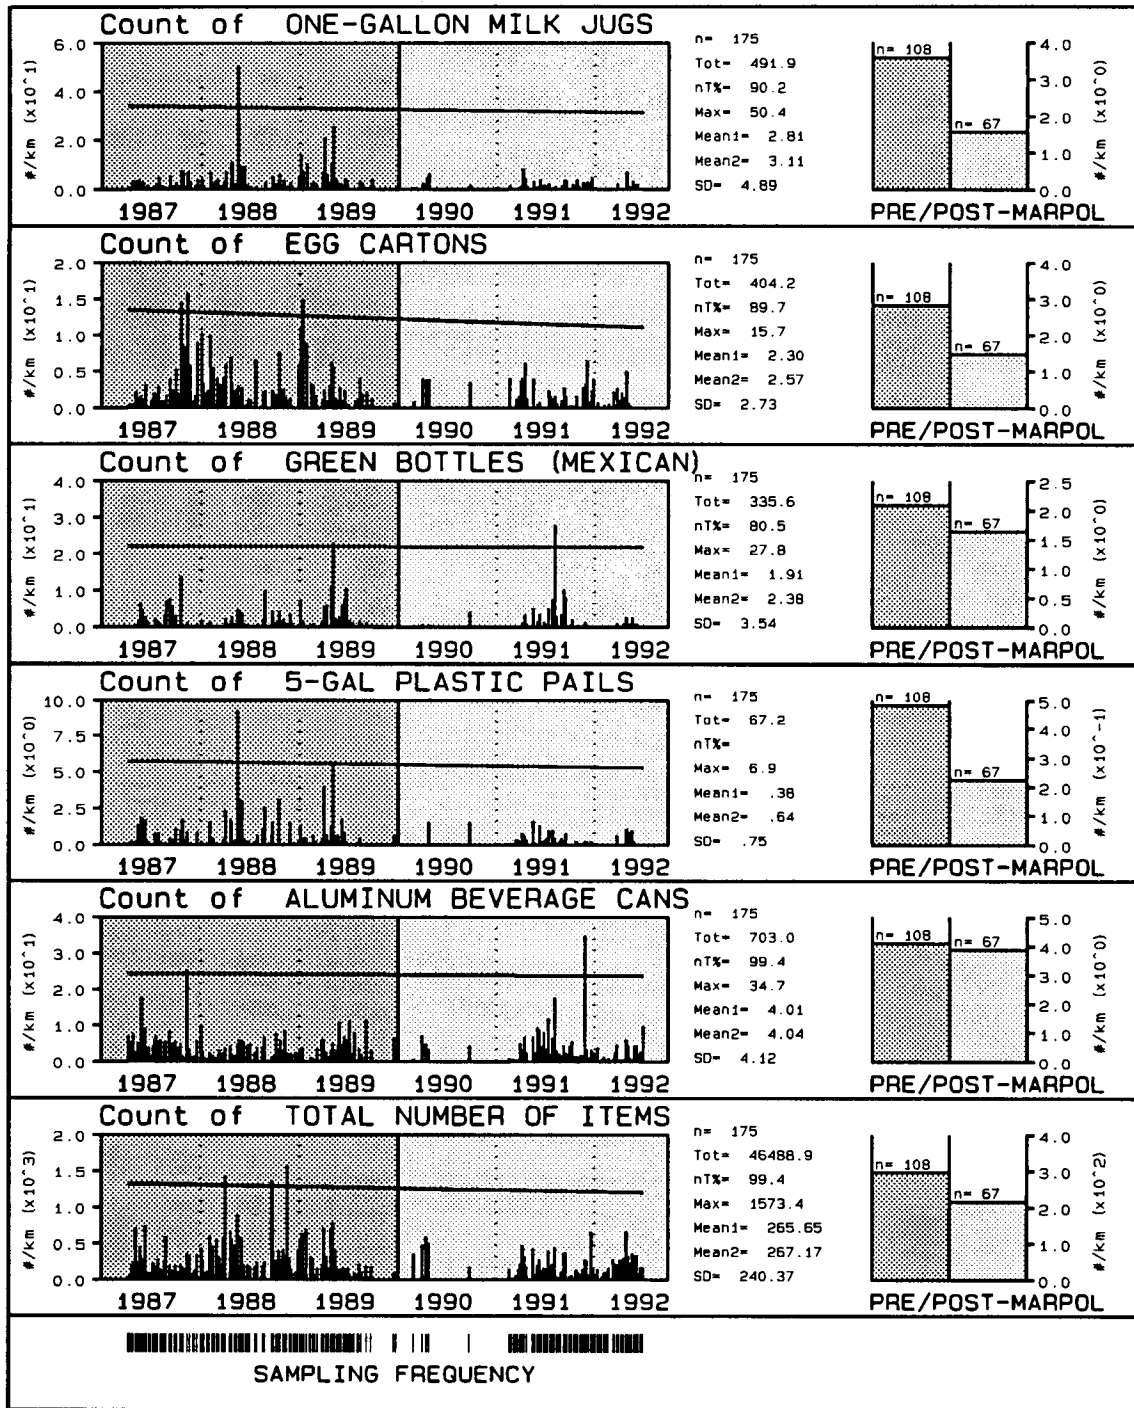 Count of ONE-GALLON MILK JUGS
#/km (x10^1)
6.0
4.0
2.0
0.0
1987 1988 1989 1990 1991 1992
n= 175
Tot= 491.9
nT%= 90.2
Max= 50.4
Mean1= 2.81
Mean2= 3.11
SD= 4.89
n= 108
n= 67
4.0
3.0
2.0
1.0
0.0
#/km (x10^0)
PRE/POST-MARPOL
Count of EGG CARTONS
#/km (x10^1)
2.0
1.5
1.0
0.5
0.0
1987 1988 1989 1990 1991 1992
n= 175
Tot= 404.2
nT%= 89.7
Max= 15.7
Mean1= 2.30
Mean2= 2.57
SD= 2.73
n= 108
n= 67
4.0
3.0
2.0
1.0
0.0
#/km (x10^0)
PRE/POST-MARPOL
Count of GREEN BOTTLES (MEXICAN)
#/km (x10^1)
4.0
3.0
2.0
1.0
0.0
1987 1988 1989 1990 1991 1992
n= 175
Tot= 335.6
nT%= 80.5
Max= 27.8
Mean1= 1.91
Mean2= 2.38
SD= 3.54
n= 108
n= 67
2.5
2.0
1.5
1.0
0.5
0.0
#/km (x10^0)
PRE/POST-MARPOL
Count of 5-GAL PLASTIC PAILS
#/km (x10^0)
10.0
7.5
5.0
2.5
0.0
1987 1988 1989 1990 1991 1992
n= 175
Tot= 67.2
nT%=
Max= 6.9
Mean1= .38
Mean2= .64
SD= .75
n= 108
n= 67
5.0
4.0
3.0
2.0
1.0
0.0
#/km (x10^-1)
PRE/POST-MARPOL
Count of ALUMINUM BEVERAGE CANS
#/km (x10^1)
4.0
3.0
2.0
1.0
0.0
1987 1988 1989 1990 1991 1992
n= 175
Tot= 703.0
nT%= 99.4
Max= 34.7
Mean1= 4.01
Mean2= 4.04
SD= 4.12
n= 108
n= 67
5.0
4.0
3.0
2.0
1.0
0.0
#/km (x10^0)
PRE/POST-MARPOL
Count of TOTAL NUMBER OF ITEMS
#/km (x10^3)
2.0
1.5
1.0
0.5
0.0
1987 1988 1989 1990 1991 1992
n= 175
Tot= 46488.9
nT%= 99.4
Max= 1573.4
Mean1= 265.65
Mean2= 267.17
SD= 240.37
n= 108
n= 67
4.0
3.0
2.0
1.0
0.0
#/km (x10^2)
PRE/POST-MARPOL
SAMPLING FREQUENCY